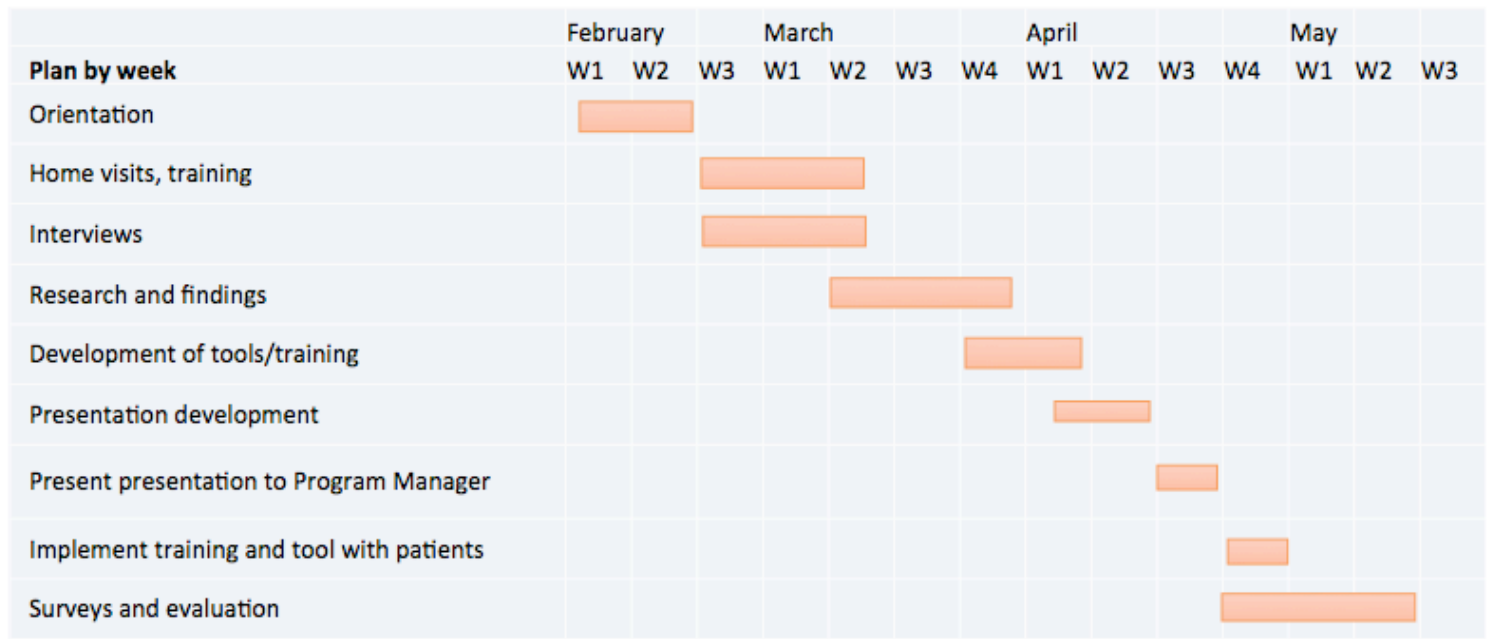 February March April May
Plan by week W1 W2 W3 W1 W2 W3 W4 W1 W2 W3 W4 W1 W2 W3
Orientation
Home visits, training
Interviews
Research and findings
Development of tools/training
Presentation development
Present presentation to Program Manager
Implement training and tool with patients
Surveys and evaluation